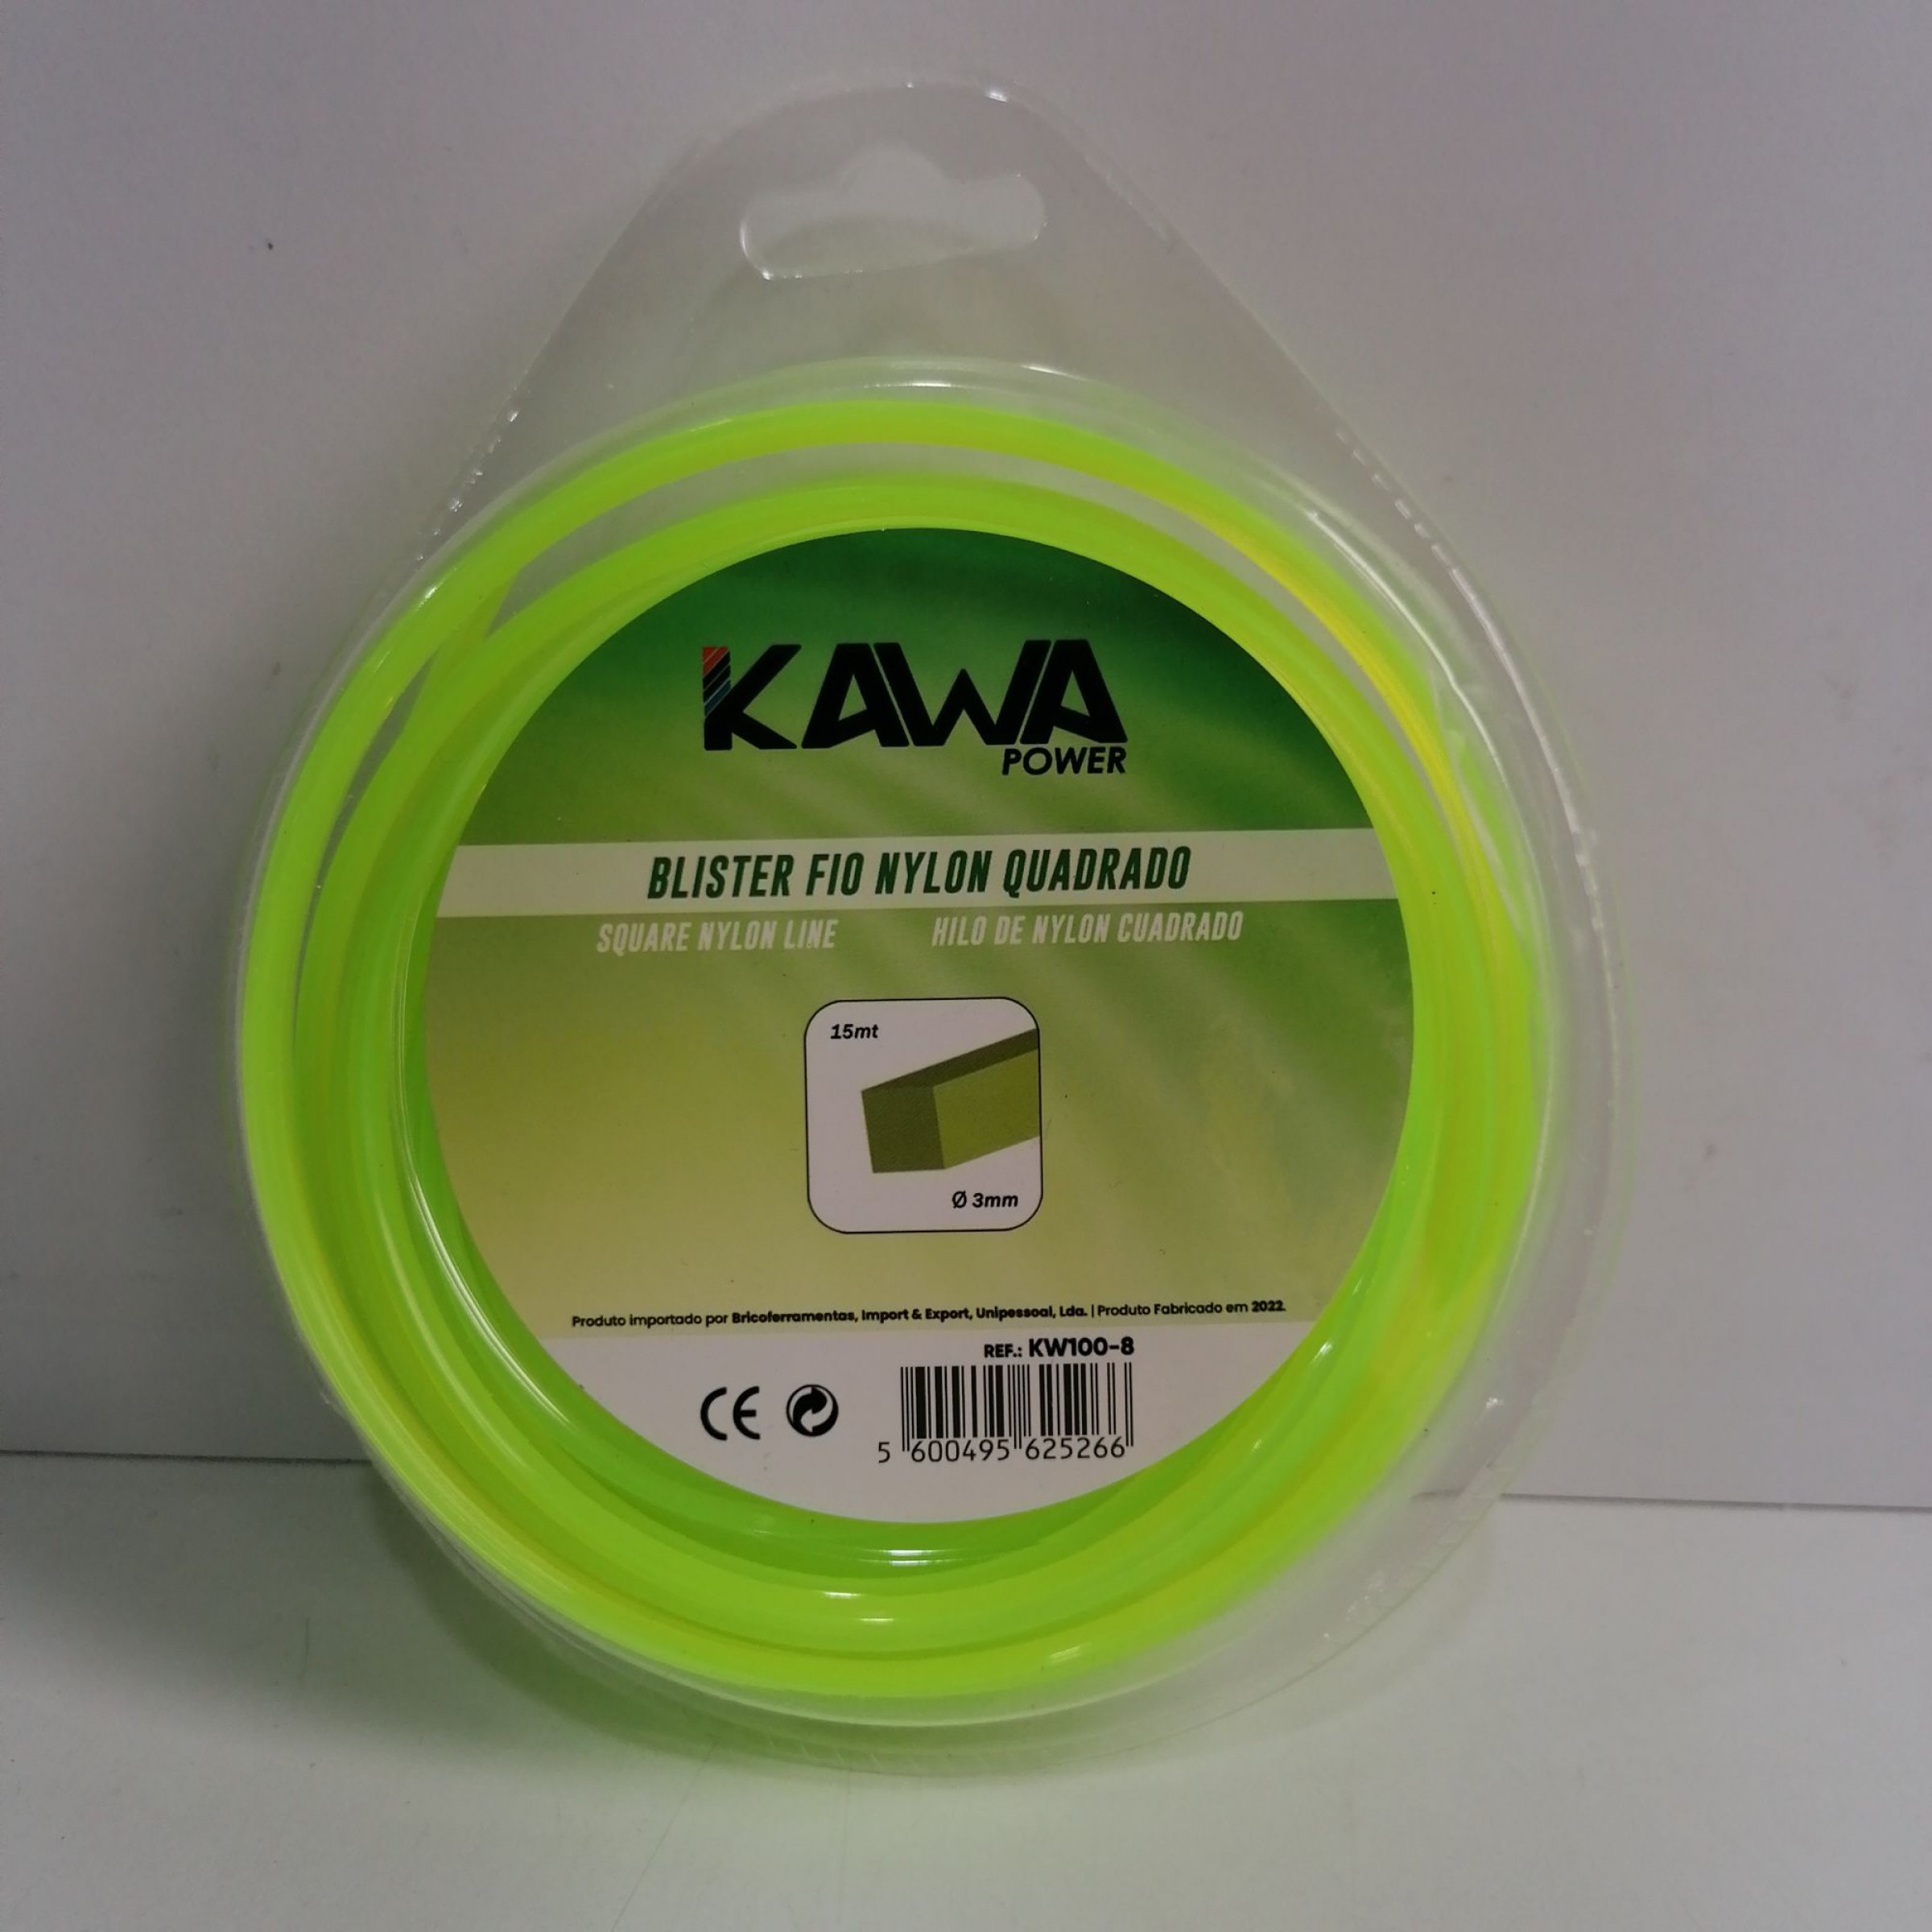 KAWA
POWER
BLISTER FIO NYLON QUADRADO
SQUARE NYLON LINE HILO DE NYLON CUADRADO
15mt
Ø 3mm
Produto importado por Bricoferramentas, Import & Export, Unipessoal, Lda. | Produto Fabricado em 2022.
REF.: KW100-8
CE
5 600495 625266